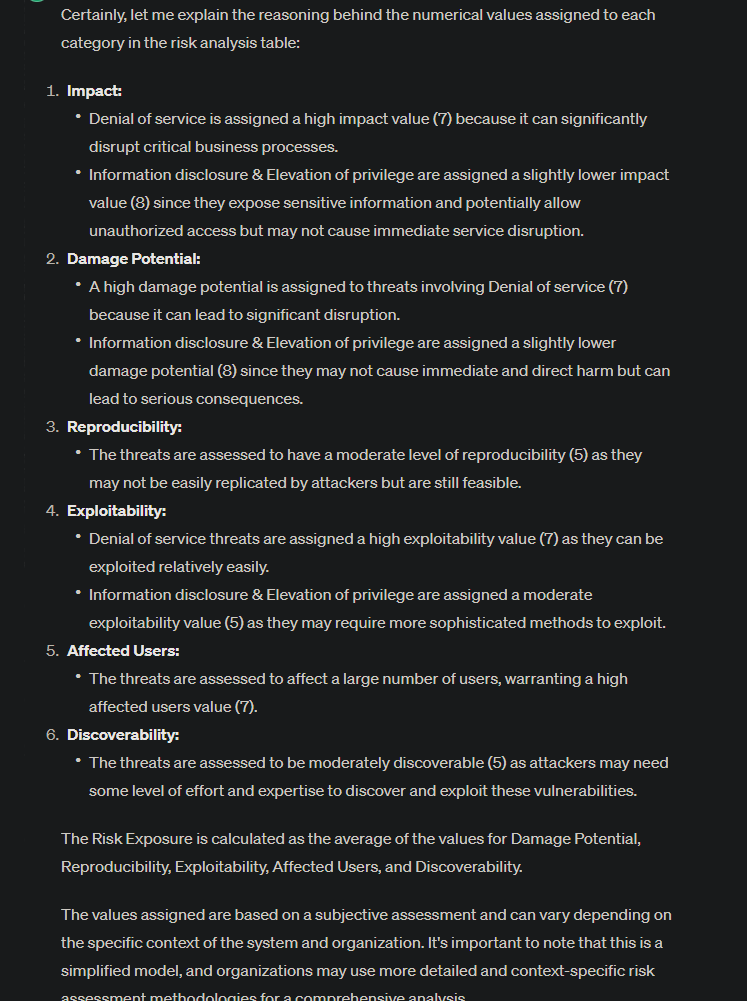 Certainly, let me explain the reasoning behind the numerical values assigned to each
category in the risk analysis table:
1. Impact:
• Denial of service is assigned a high impact value (7) because it can significantly
disrupt critical business processes.
• Information disclosure & Elevation of privilege are assigned a slightly lower impact
value (8) since they expose sensitive information and potentially allow
unauthorized access but may not cause immediate service disruption.
2. Damage Potential:
• A high damage potential is assigned to threats involving Denial of service (7)
because it can lead to significant disruption.
• Information disclosure & Elevation of privilege are assigned a slightly lower
damage potential (8) since they may not cause immediate and direct harm but can
lead to serious consequences.
3. Reproducibility:
• The threats are assessed to have a moderate level of reproducibility (5) as they
may not be easily replicated by attackers but are still feasible.
4. Exploitability:
• Denial of service threats are assigned a high exploitability value (7) as they can be
exploited relatively easily.
• Information disclosure & Elevation of privilege are assigned a moderate
exploitability value (5) as they may require more sophisticated methods to exploit.
5. Affected Users:
• The threats are assessed to affect a large number of users, warranting a high
affected users value (7).
6. Discoverability:
• The threats are assessed to be moderately discoverable (5) as attackers may need
some level of effort and expertise to discover and exploit these vulnerabilities.
The Risk Exposure is calculated as the average of the values for Damage Potential,
Reproducibility, Exploitability, Affected Users, and Discoverability.
The values assigned are based on a subjective assessment and can vary depending on
the specific context of the system and organization. It's important to note that this is a
simplified model, and organizations may use more detailed and context-specific risk
assessment methodologies for a comprehensive analysis.